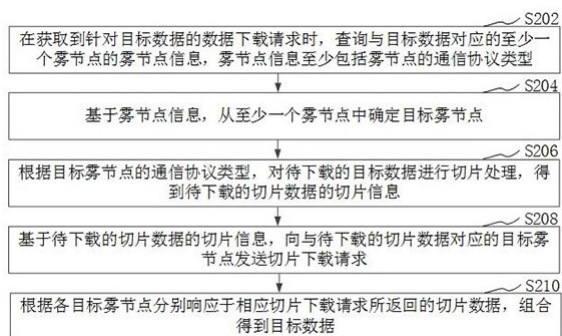 S202
在获取到针对目标数据的数据下载请求时，查询与目标数据对应的至少一
个雾节点的雾节点信息，雾节点信息至少包括雾节点的通信协议类型
S204
基于雾节点信息，从至少一个雾节点中确定目标雾节点
S206
根据目标雾节点的通信协议类型，对待下载的目标数据进行切片处理，得
到待下载的切片数据的切片信息
S208
基于待下载的切片数据的切片信息，向与待下载的切片数据对应的目标雾
节点发送切片下载请求
S210
根据各目标雾节点分别响应于相应切片下载请求所返回的切片数据，组合
得到目标数据